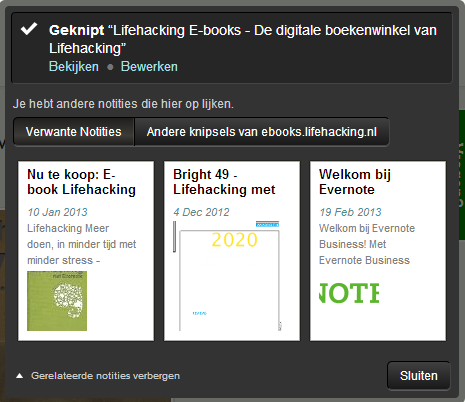 Geknipt “Lifehacking E-books - De digitale boekenwinkel van
Lifehacking”
Bekijken ● Bewerken
Je hebt andere notities die hier op lijken.
Verwante Notities
Andere knipsels van ebooks.lifehacking.nl
Nu te koop: E-
book Lifehacking
10 Jan 2013
Lifehacking Meer
doen, in minder tijd met
minder stress -
met Evernote
Bright 49 -
Lifehacking met
4 Dec 2012
2020
Welkom bij
Evernote
19 Feb 2013
Welkom bij Evernote
Business! Met
Evernote Business
NOTE
Gerelateerde notities verbergen
Sluiten